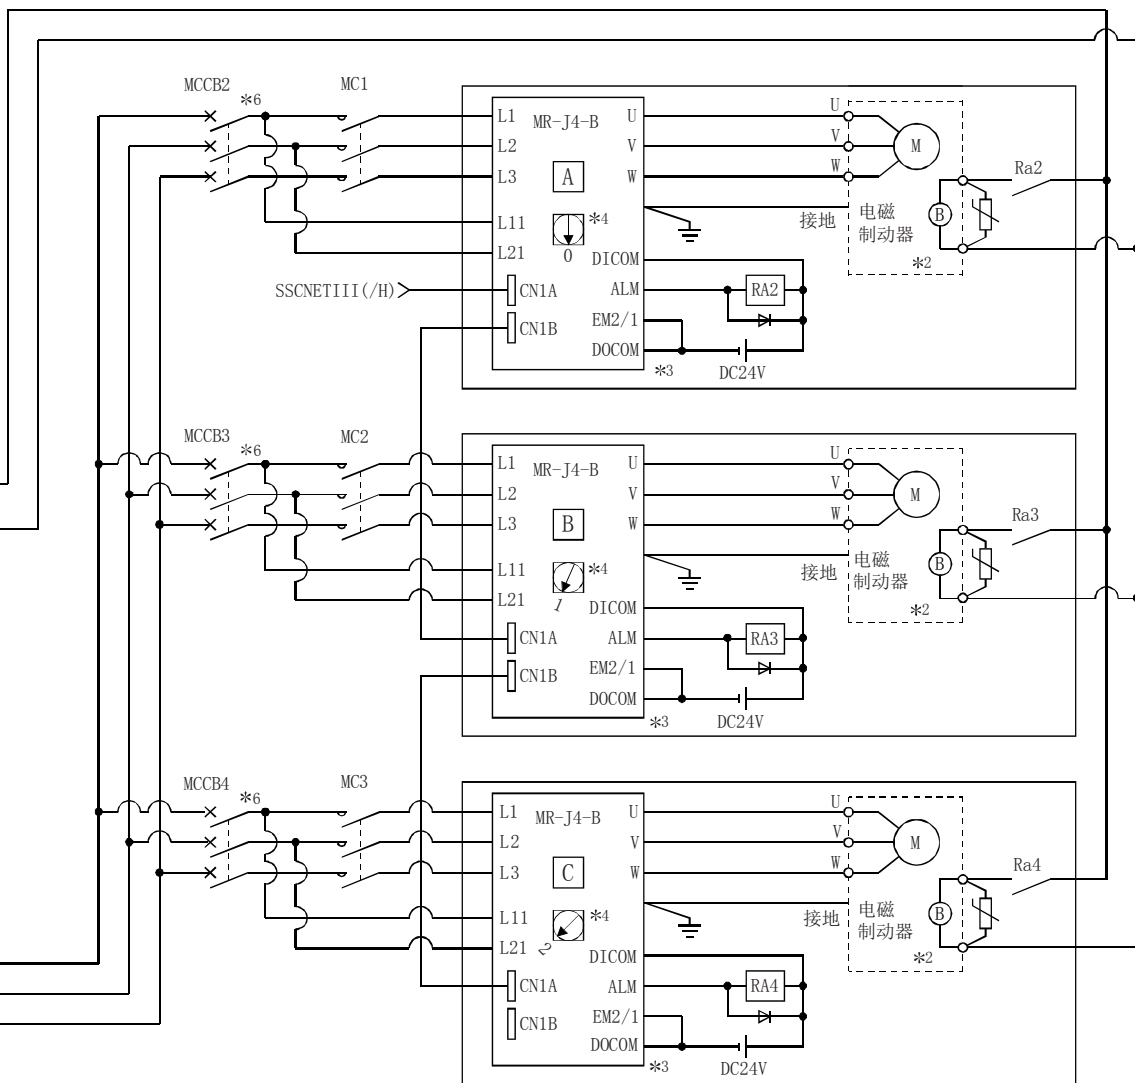 MCCB2
*6
MC1
L1
MR-J4-B
U
U
L2
V
V
M
L3
A
W
W
Ra2
L11
*4
接地
电磁
制动器
B
0
L21
DICOM
*2
SSCNETIII(/H)
CN1A
ALM
RA2
CN1B
EM2/1
DOCOM
*3
DC24V
MCCB3
*6
MC2
L1
MR-J4-B
U
U
L2
V
V
M
L3
B
W
W
Ra3
L11
*4
接地
电磁
制动器
B
1
L21
DICOM
*2
CN1A
ALM
RA3
CN1B
EM2/1
DOCOM
*3
DC24V
MCCB4
*6
MC3
L1
MR-J4-B
U
U
L2
V
V
M
L3
C
W
W
Ra4
L11
*4
接地
电磁
制动器
B
2
L21
DICOM
*2
CN1A
ALM
RA4
CN1B
EM2/1
DOCOM
*3
DC24V